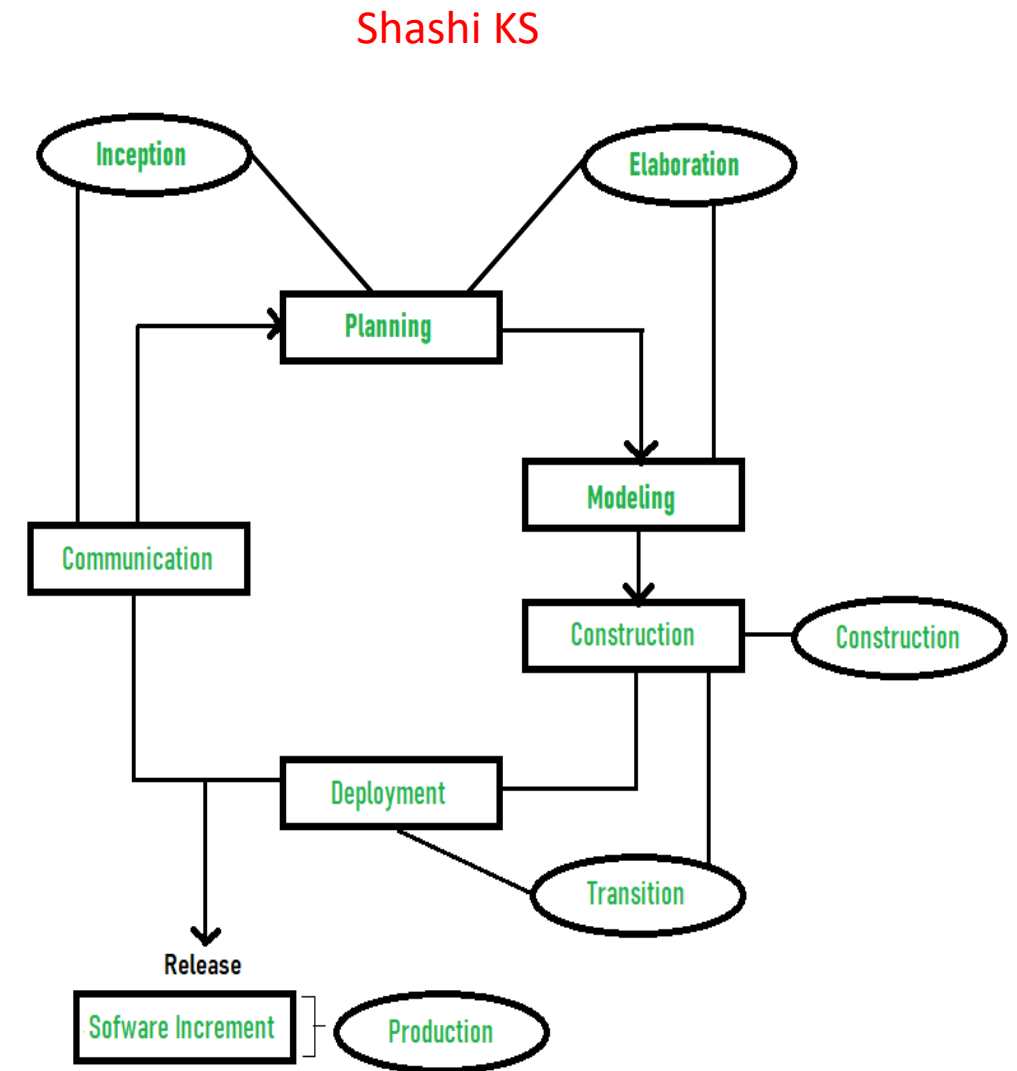 Shashi KS
Inception
Elaboration
Planning
Modeling
Communication
Construction
Construction
Deployment
Transition
Release
Sofware Increment
Production